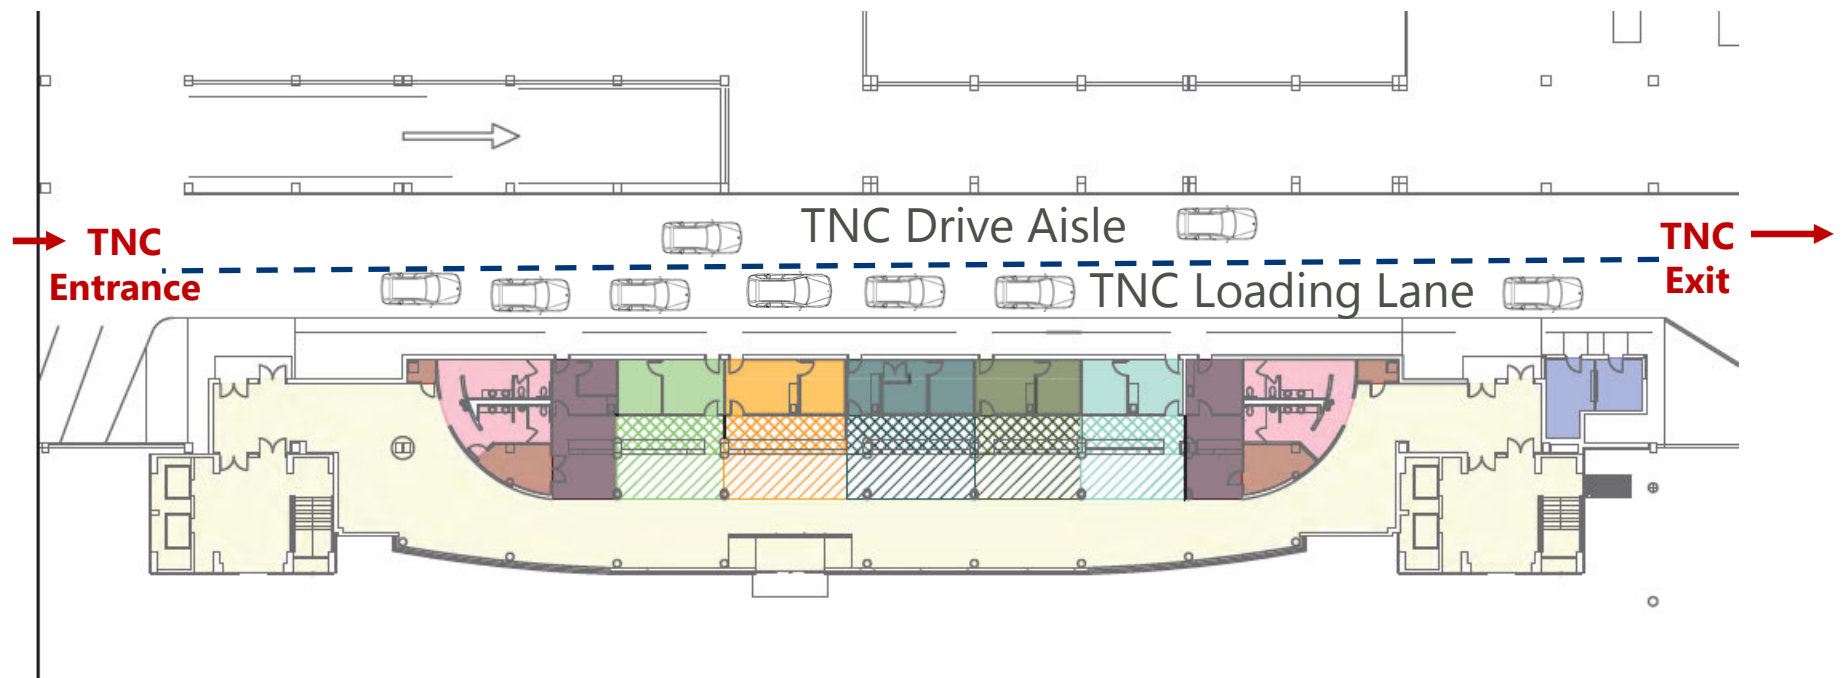 TNC Drive Aisle
TNC
Entrance
TNC
Exit
TNC Loading Lane